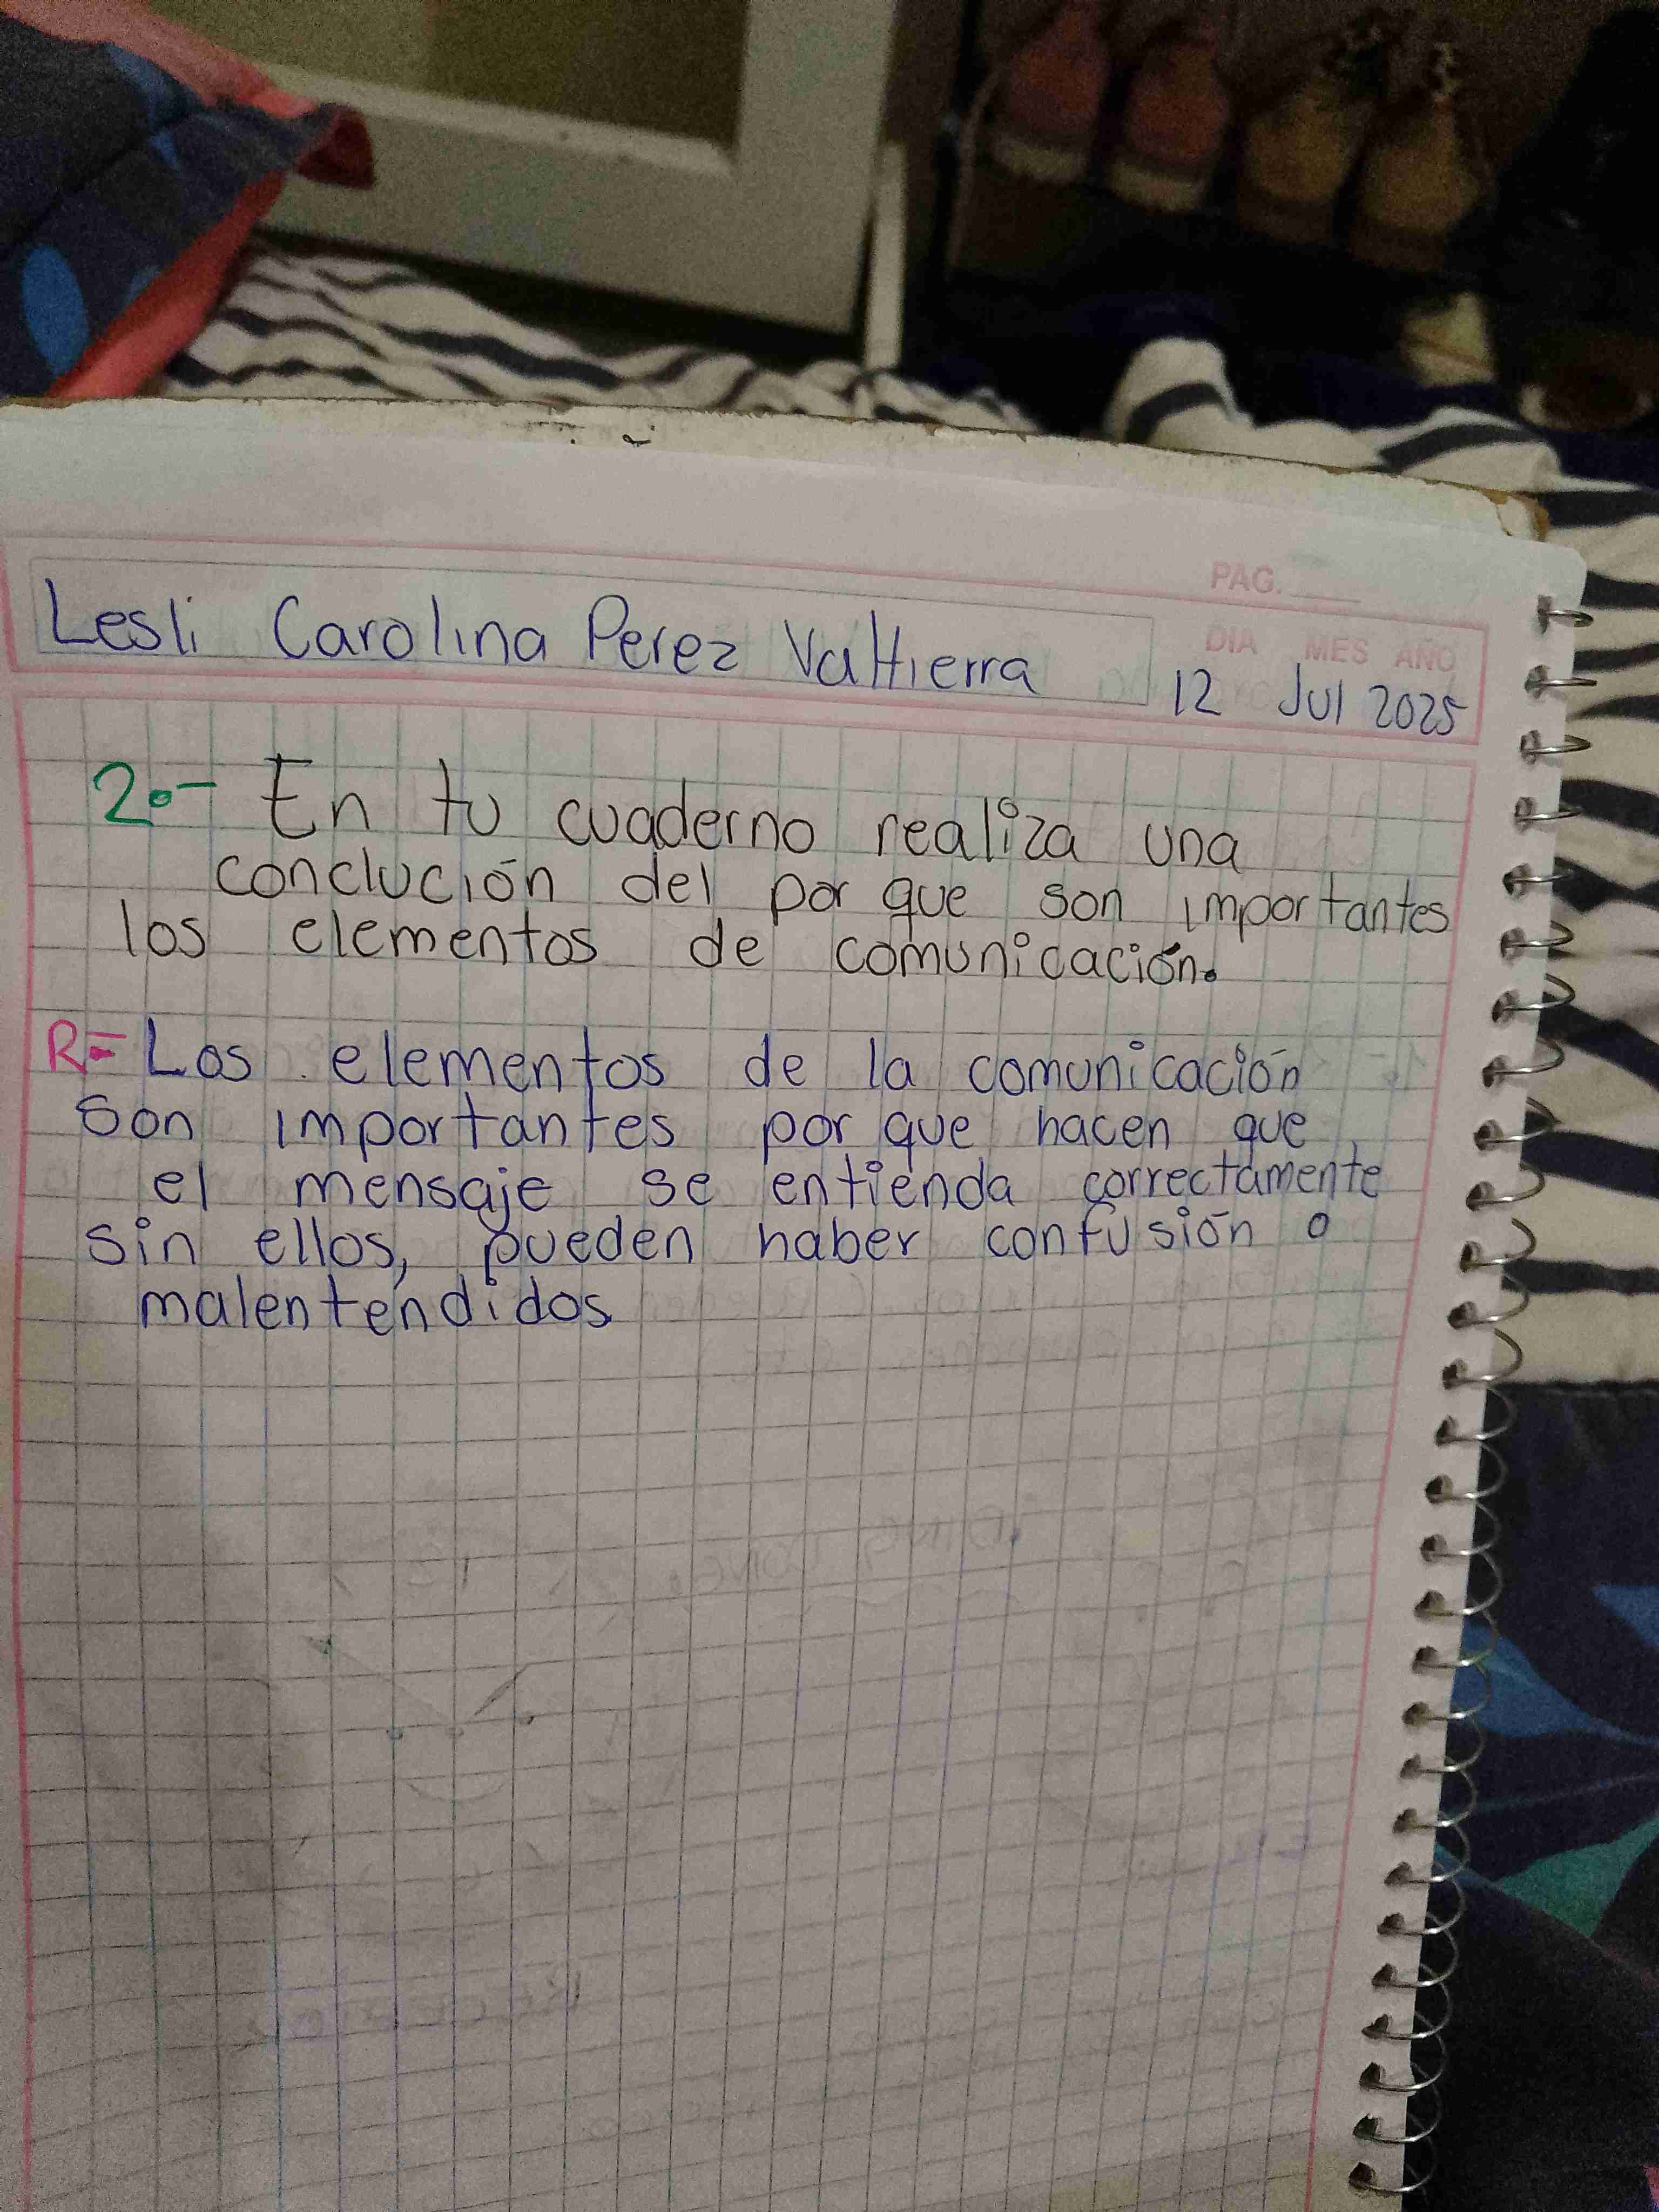 PAG.
Lesli Carolina Perez Valtierra
DIA MES AÑO
12 Jul 2025
2.- En tu cuaderno realiza una
conclución del por que son importantes
los elementos de comunicación.
R= Los elementos de la comunicación
son importantes por que hacen que
el mensaje se entienda correctamente
sin ellos, pueden haber confusión o
malentendidos